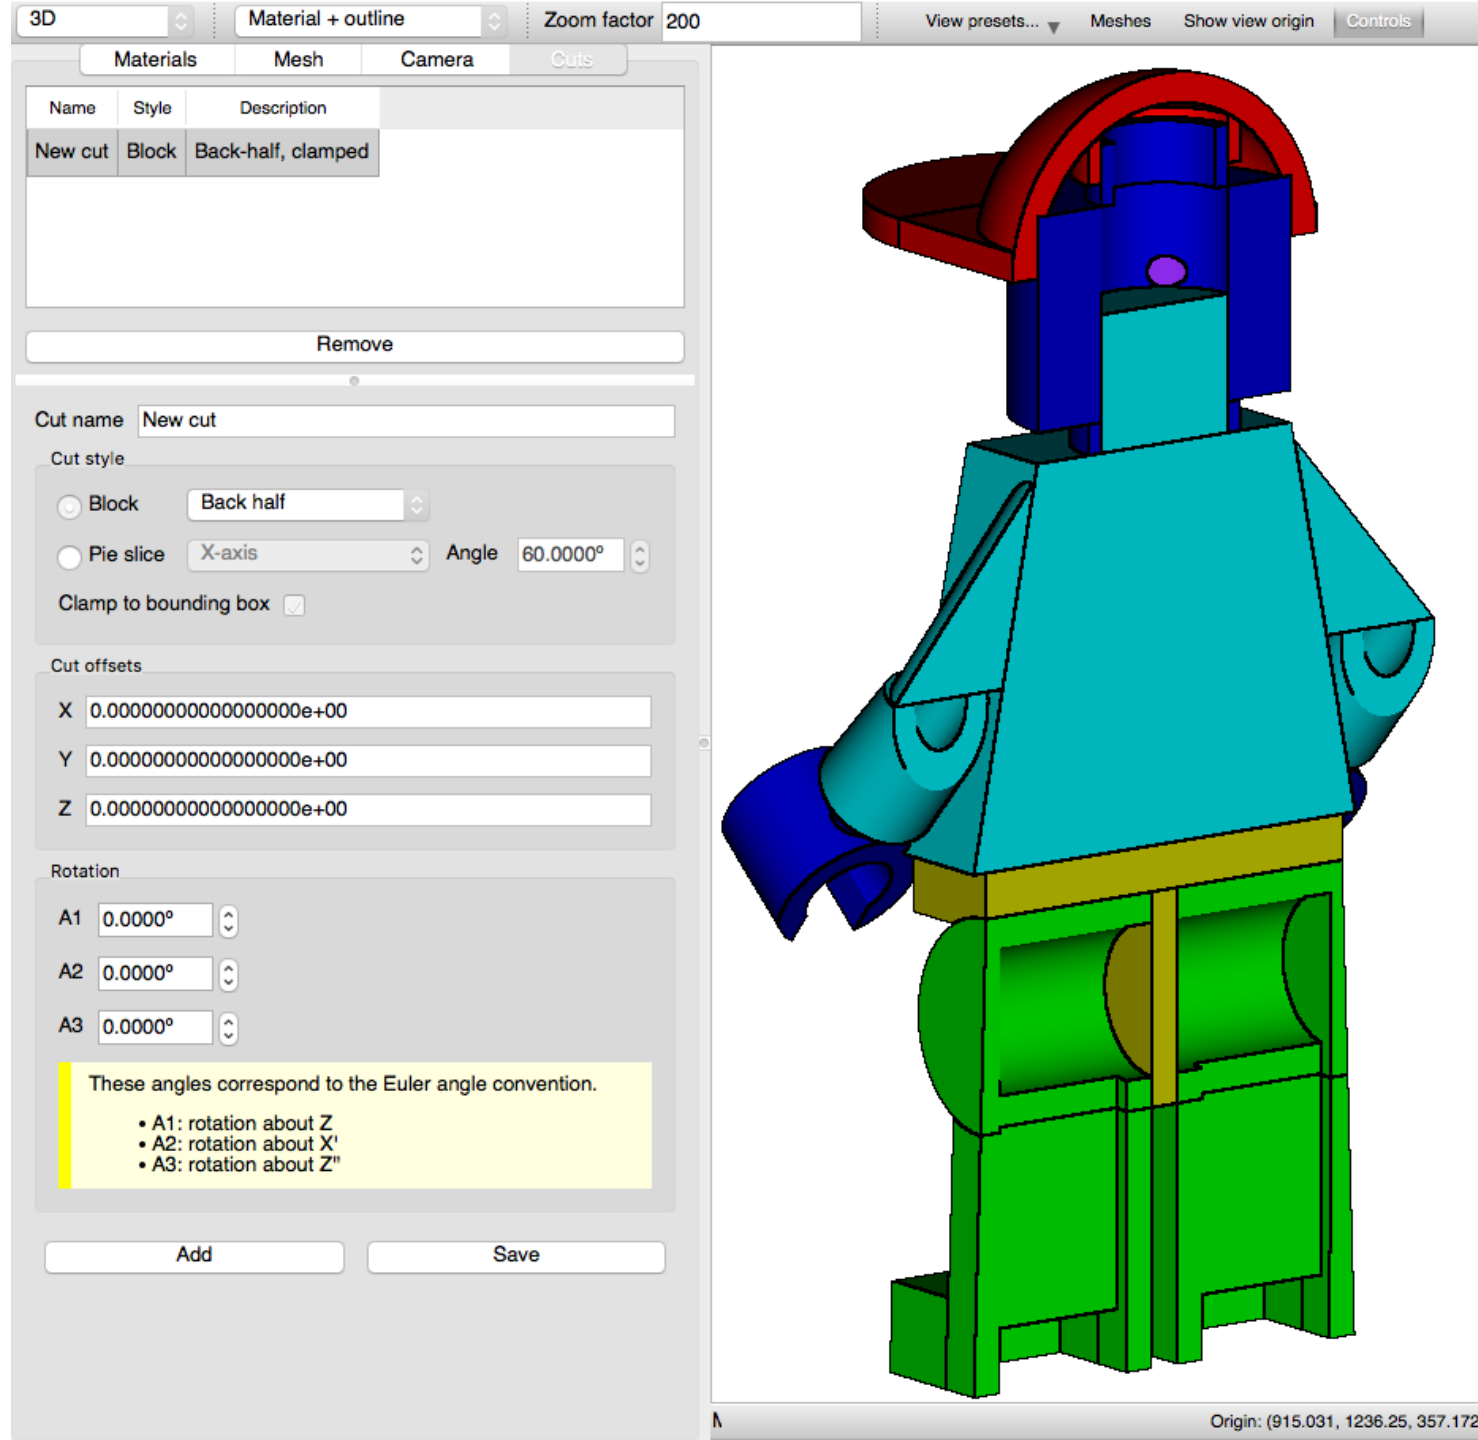 3D Material + outline Zoom factor 200 View presets... Meshes Show view origin Controls
Materials Mesh Camera Cuts
Name Style Description
New cut Block Back-half, clamped
Remove
Cut name New cut
Cut style
Block Back half
Pie slice X-axis Angle 60.0000º
Clamp to bounding box
Cut offsets
X 0.00000000000000000e+00
Y 0.00000000000000000e+00
Z 0.00000000000000000e+00
Rotation
A1 0.0000º
A2 0.0000º
A3 0.0000º
These angles correspond to the Euler angle convention.
• A1: rotation about Z
• A2: rotation about X'
• A3: rotation about Z"
Add Save
Origin: (915.031, 1236.25, 357.172